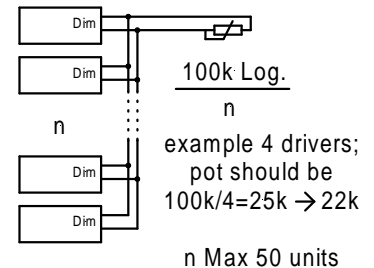 Dim
Dim
100k Log.
n
n
example 4 drivers;
pot should be
Dim
100k/4=25k → 22k
Dim
n Max 50 units